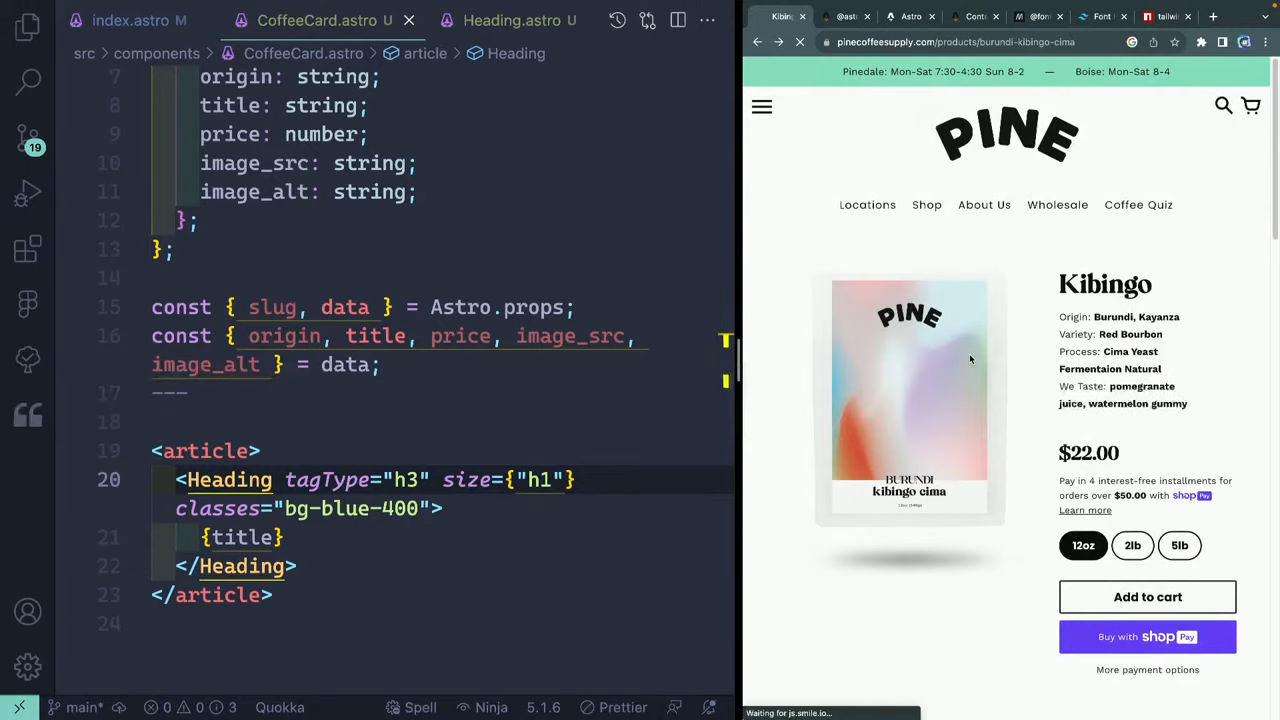 index.astro M
CoffeeCard.astro U
Heading.astro U
src > components > CoffeeCard.astro > article > Heading
7 origin: string;
8 title: string;
9 price: number;
10 image_src: string;
11 image_alt: string;
12 };
13 };
14
15 const { slug, data } = Astro.props;
16 const { origin, title, price, image_src,
image_alt } = data;
17 ---
18
19 <article>
20 <Heading tagType="h3" size={"h1"}
classes="bg-blue-400">
21 {title}
22 </Heading>
23 </article>
24
19
main*
0 0 3
Quokka
Spell
Ninja
5.1.6
Prettier
Kibing
@astr
Astro
Conta
@font
Font F
tailwi
pinecoffeesupply.com/products/burundi-kibingo-cima
Pinedale: Mon-Sat 7:30-4:30 Sun 8-2 — Boise: Mon-Sat 8-4
PINE
Locations Shop About Us Wholesale Coffee Quiz
PINE
BURUNDI
kibingo cima
Kibingo
Origin: Burundi, Kayanza
Variety: Red Bourbon
Process: Cima Yeast
Fermentaion Natural
We Taste: pomegranate
juice, watermelon gummy
$22.00
Pay in 4 interest-free installments for
orders over $50.00 with shop Pay
Learn more
12oz 2lb 5lb
Add to cart
Buy with shop Pay
More payment options
Waiting for js.smile.io...